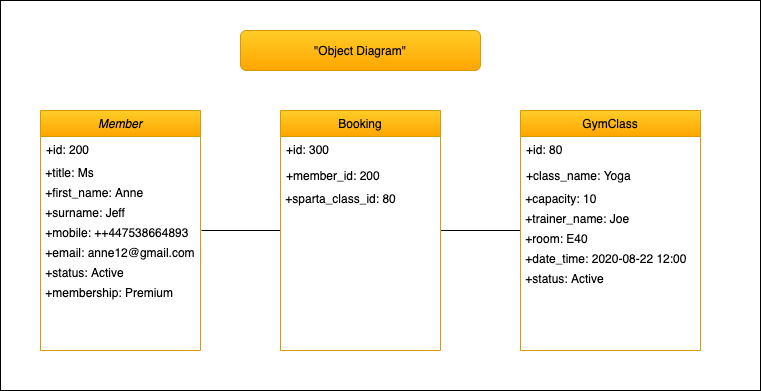 "Object Diagram"
Member
+id: 200
+title: Ms
+first_name: Anne
+surname: Jeff
+mobile: ++447538664893
+email: anne12@gmail.com
+status: Active
+membership: Premium
Booking
+id: 300
+member_id: 200
+sparta_class_id: 80
GymClass
+id: 80
+class_name: Yoga
+capacity: 10
+trainer_name: Joe
+room: E40
+date_time: 2020-08-22 12:00
+status: Active